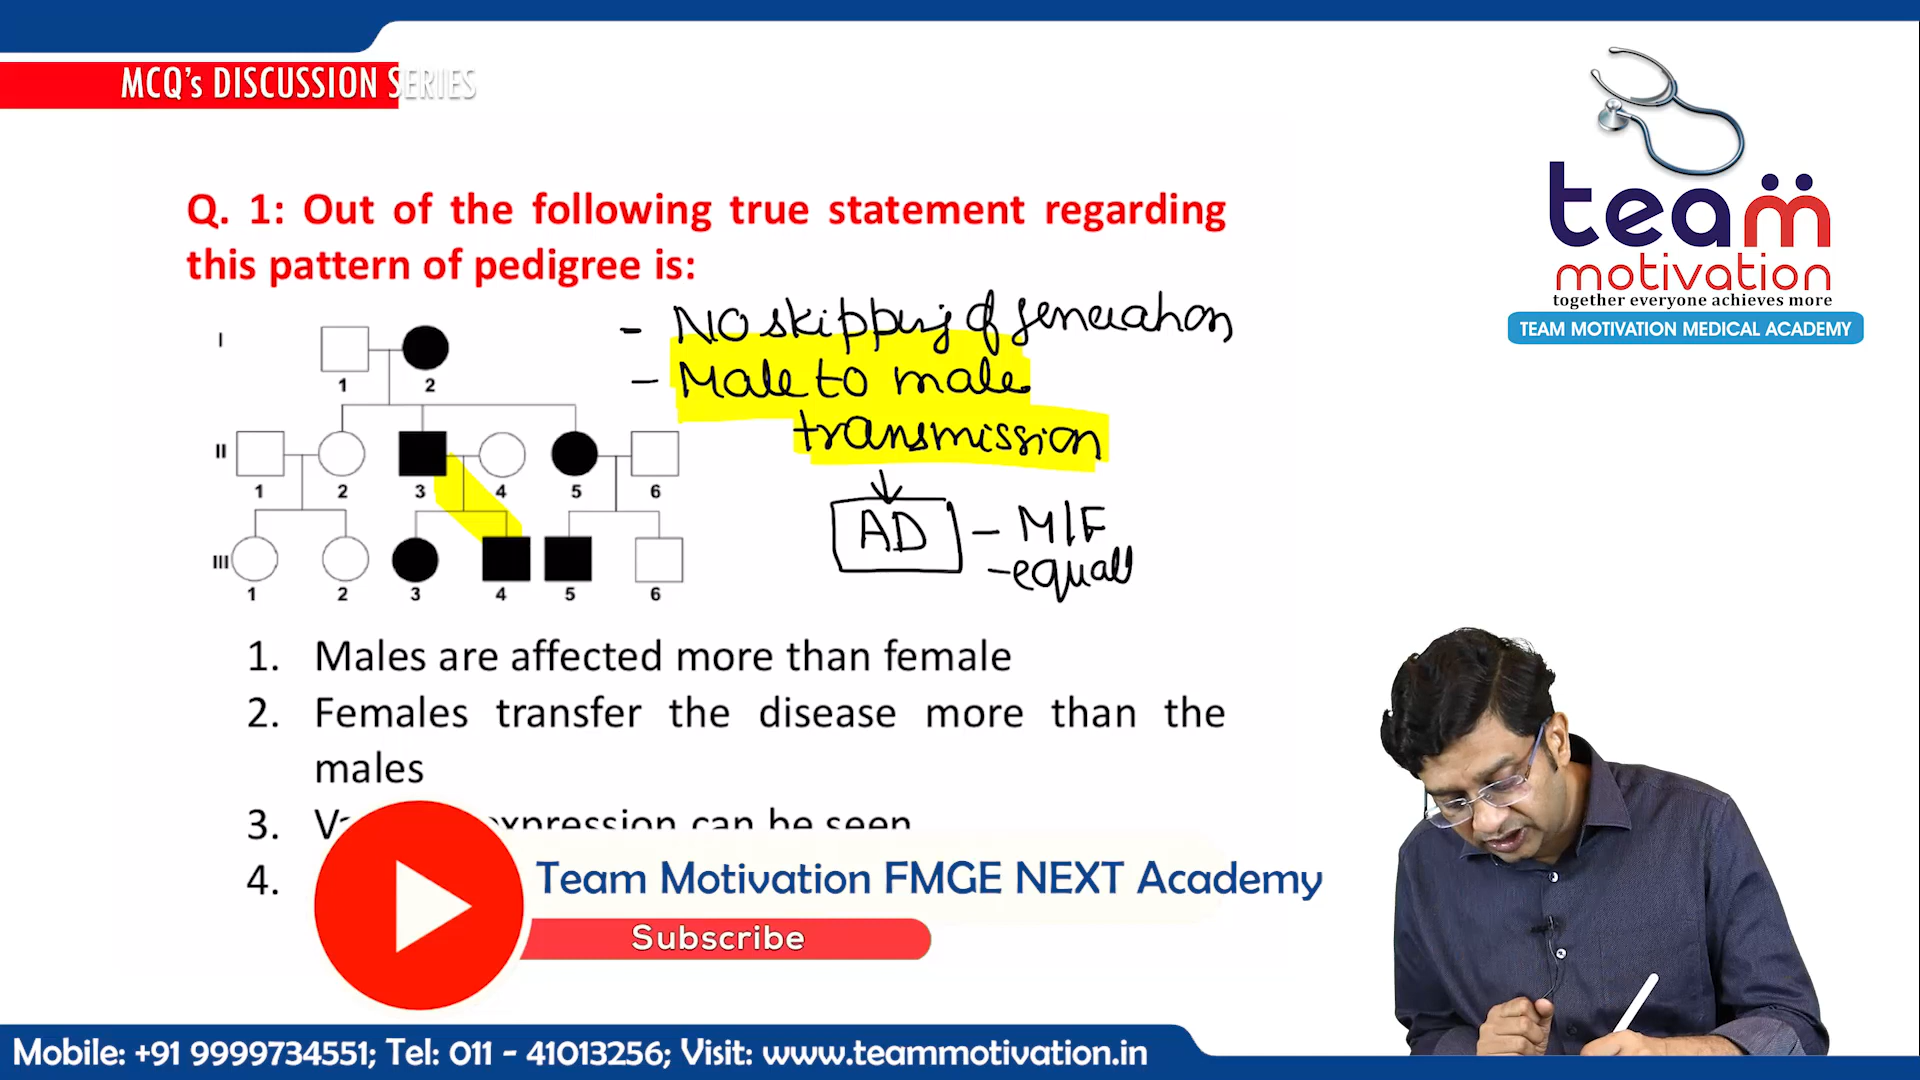 MCQ's DISCUSSION SERIES
Q. 1: Out of the following true statement regarding
this pattern of pedigree is:
I
1 2
II
1 2 3 4 5 6
III
1 2 3 4 5 6
- NO skipping of generation
- Male to male
transmission
AD - M/F
- equal
1. Males are affected more than female
2. Females transfer the disease more than the
males
3. expression can be seen
4.
Team Motivation FMGE NEXT Academy
Subscribe
team
motivation
together everyone achieves more
TEAM MOTIVATION MEDICAL ACADEMY
Mobile: +91 9999734551; Tel: 011 - 41013256; Visit: www.teammotivation.in